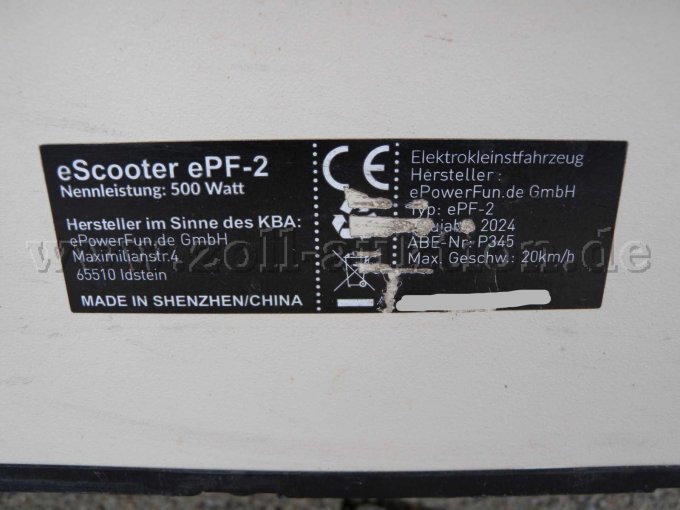 eScooter ePF-2
Nennleistung: 500 Watt
Hersteller im Sinne des KBA:
ePowerFun.de GmbH
Maximilianstr.4
65510 Idstein
MADE IN SHENZHEN/CHINA
CE
Elektrokleinstfahrzeug
Hersteller :
ePowerFun.de GmbH
Typ: ePF-2
2024
ABE-Nr: P345
Max. Geschw.: 20km/h
www.zoll-auktion.de